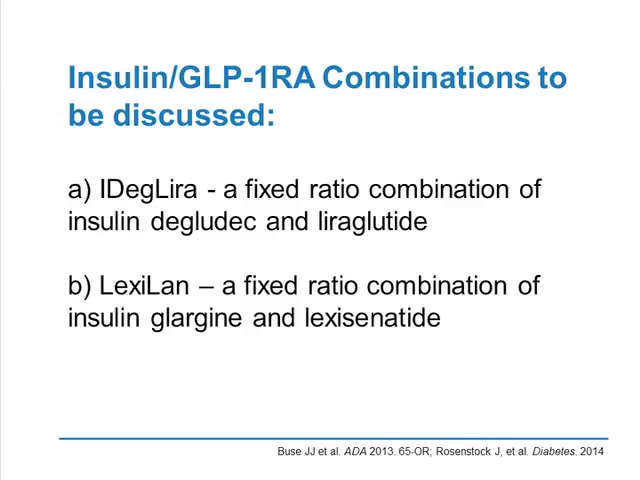 Insulin/GLP-1RA Combinations to
be discussed:
a) IDegLira - a fixed ratio combination of
insulin degludec and liraglutide
b) LexiLan – a fixed ratio combination of
insulin glargine and lexisenatide
Buse JJ et al. ADA 2013. 65-OR; Rosenstock J, et al. Diabetes. 2014